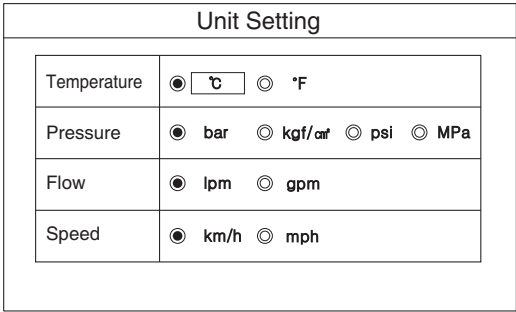 Unit Setting
Temperature ℃ °F
Pressure bar kgf/㎠ psi MPa
Flow lpm gpm
Speed km/h mph